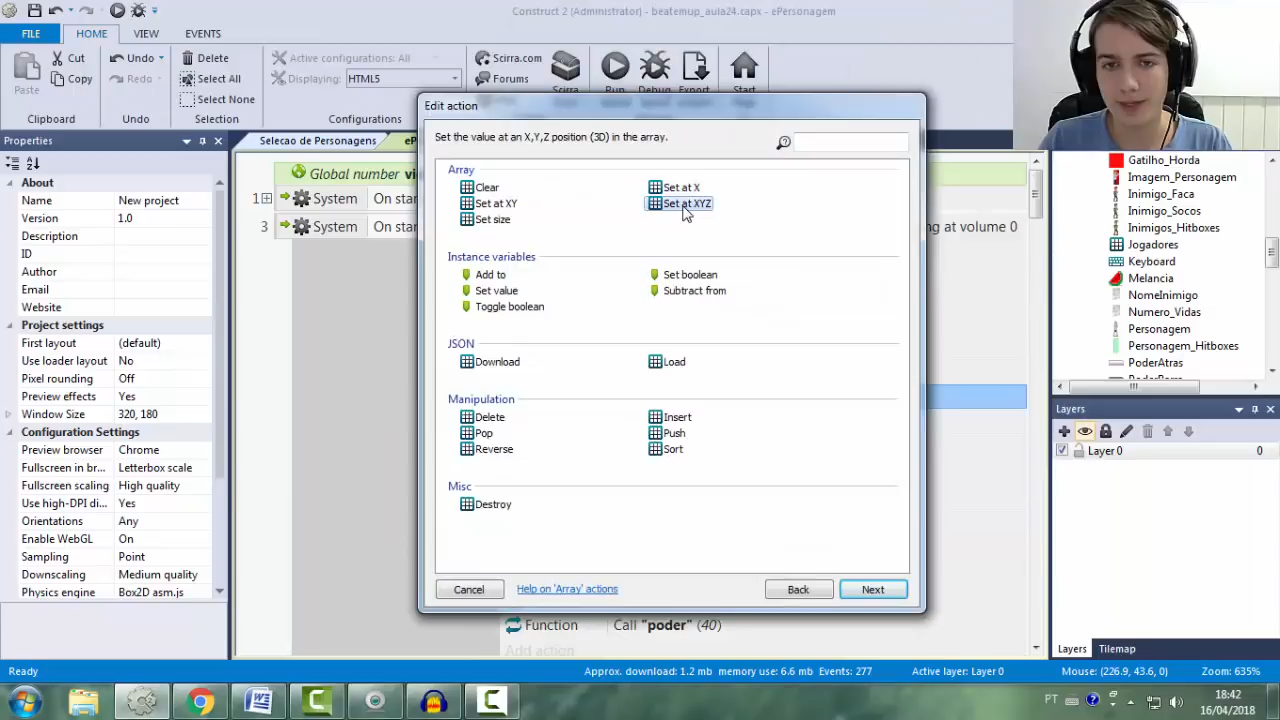 Construct 2 (Administrator) - beatemup_aula24.capx - ePersonagem
FILE HOME VIEW EVENTS
Paste Cut Copy
Clipboard
Undo Redo
Undo
Delete
Select All
Select None
Selection
Active configurations: All
Displaying: HTML5
Configurations
Scirra.com
Forums
Scirra Run Debug Export Start
Properties
About
Name New project
Version 1.0
Description
ID
Author
Email
Website
Project settings
First layout (default)
Use loader layout No
Pixel rounding Off
Preview effects Yes
Window Size 320, 180
Configuration Settings
Preview browser Chrome
Fullscreen in br... Letterbox scale
Fullscreen scaling High quality
Use high-DPI di... Yes
Orientations Any
Enable WebGL On
Sampling Point
Downscaling Medium quality
Physics engine Box2D asm.js
Selecao de Personagens
Global number
1 System On star
3 System On star
ng at volume 0
Function Call "poder" (40)
Add action
Edit action
Set the value at an X,Y,Z position (3D) in the array.
Array
Clear Set at X
Set at XY Set at XYZ
Set size
Instance variables
Add to Set boolean
Set value Subtract from
Toggle boolean
JSON
Download Load
Manipulation
Delete Insert
Pop Push
Reverse Sort
Misc
Destroy
Cancel Help on 'Array' actions Back Next
Gatilho_Horda
Imagem_Personagem
Inimigo_Faca
Inimigo_Socos
Inimigos_Hitboxes
Jogadores
Keyboard
Melancia
NomeInimigo
Numero_Vidas
Personagem
Personagem_Hitboxes
PoderAtras
Layers
Layer 0 0
Layers Tilemap
Ready Approx. download: 1.2 mb memory use: 6.6 mb Events: 277 Active layer: Layer 0 Mouse: (226.9, 43.6, 0) Zoom: 635%
PT
18:42
16/04/2018